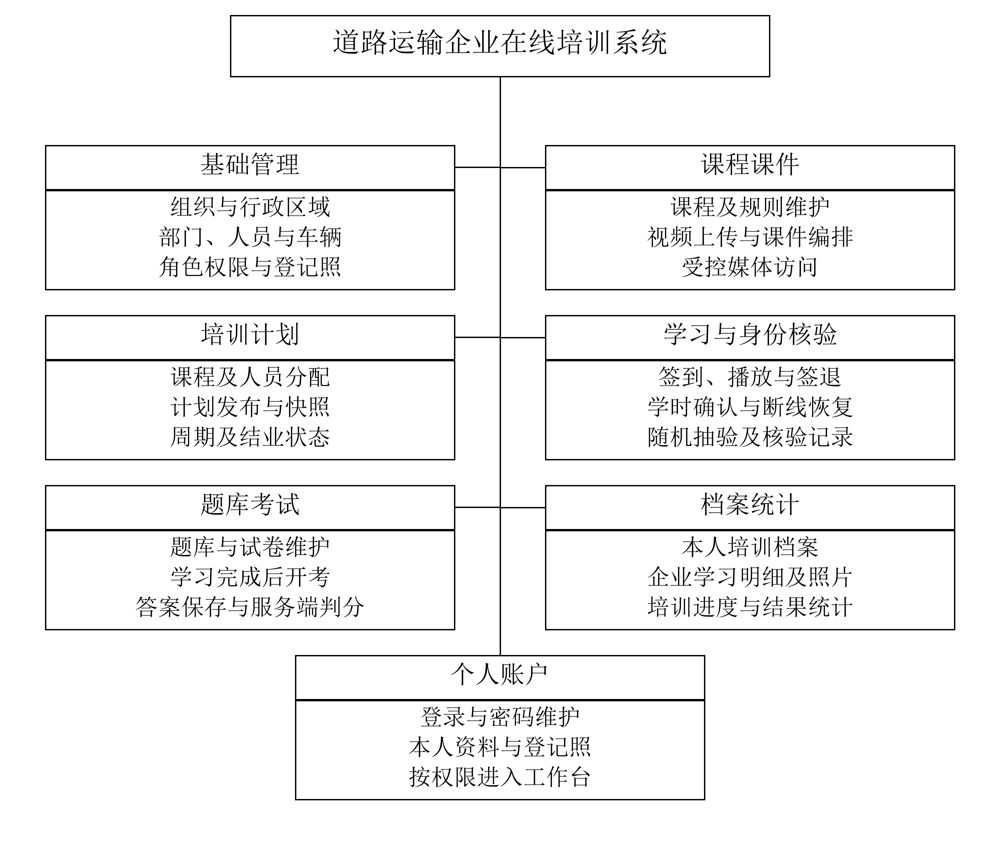 道路运输企业在线培训系统
基础管理
组织与行政区域
部门、人员与车辆
角色权限与登记照
课程课件
课程及规则维护
视频上传与课件编排
受控媒体访问
培训计划
课程及人员分配
计划发布与快照
周期及结业状态
学习与身份核验
签到、播放与签退
学时确认与断线恢复
随机抽验及核验记录
题库考试
题库与试卷维护
学习完成后开考
答案保存与服务端判分
档案统计
本人培训档案
企业学习明细及照片
培训进度与结果统计
个人账户
登录与密码维护
本人资料与登记照
按权限进入工作台